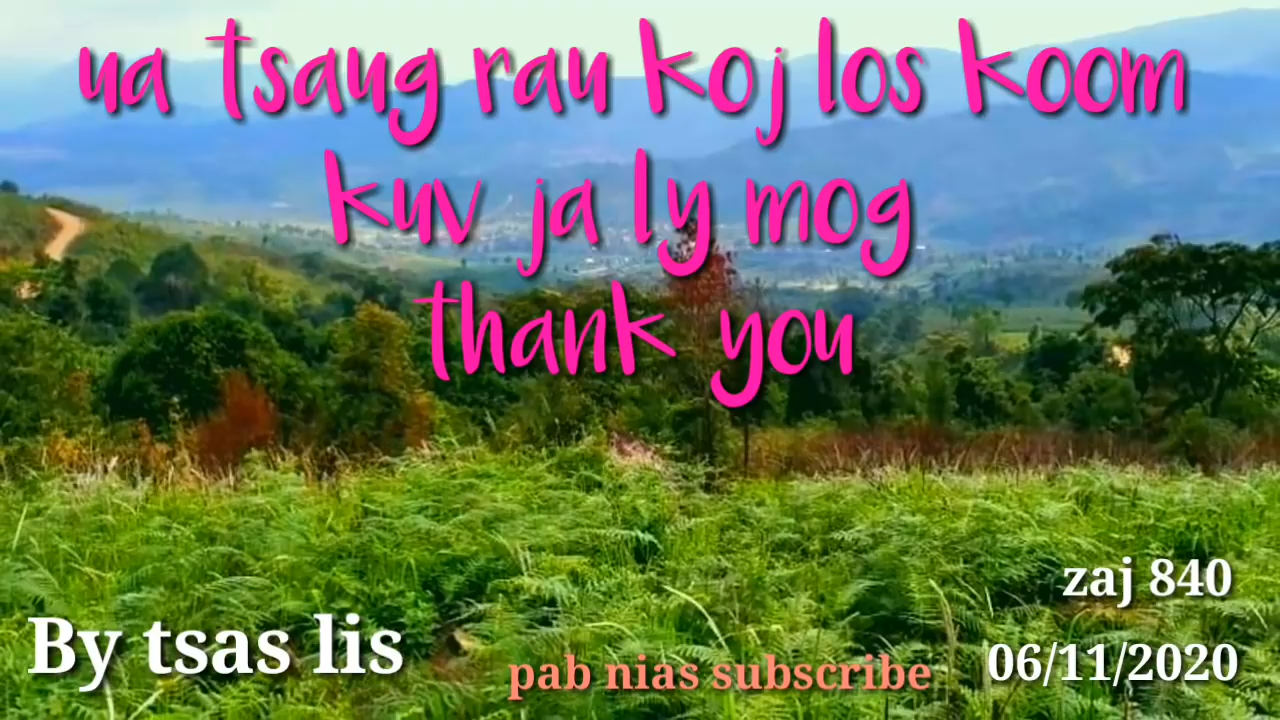 ua tsaug rau koj los koom
kuv ja ly mog
thank you
zaj 840
By tsas lis
pab nias subscribe
06/11/2020